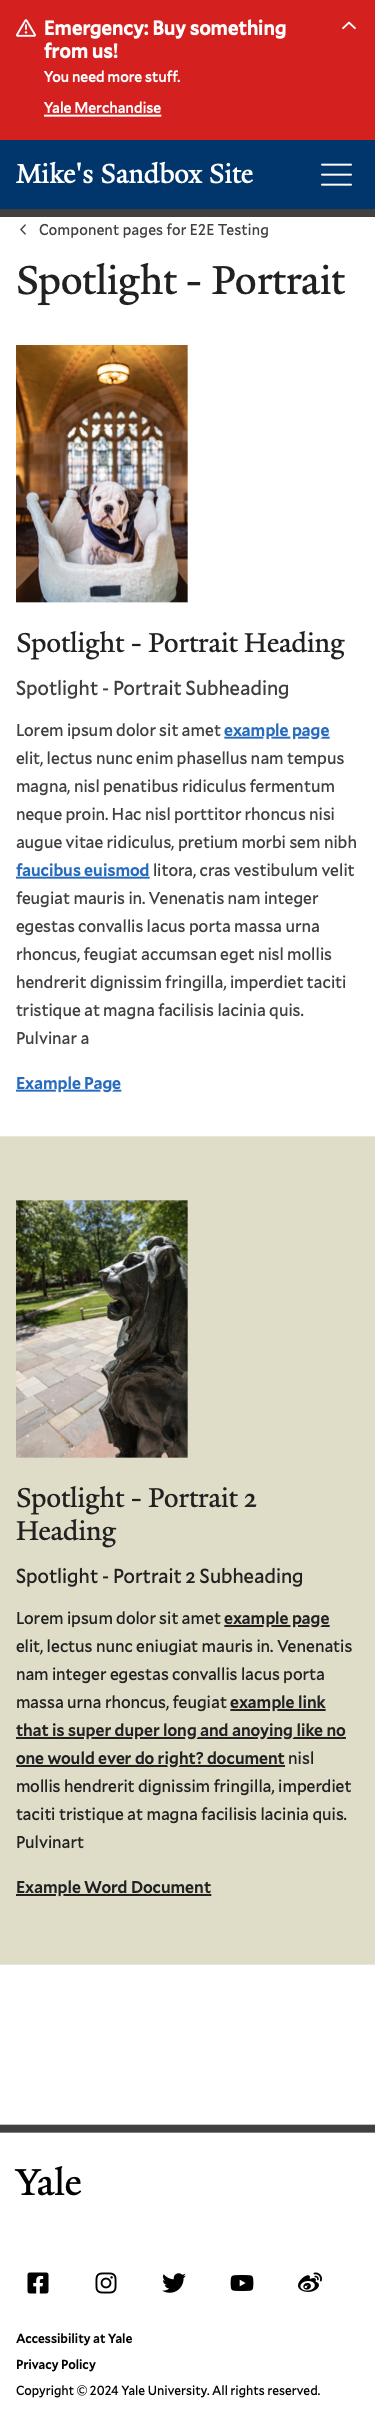 Emergency: Buy something
from us!
You need more stuff.
Yale Merchandise
Mike's Sandbox Site
Component pages for E2E Testing
Spotlight - Portrait
Spotlight - Portrait Heading
Spotlight - Portrait Subheading
Lorem ipsum dolor sit amet example page
elit, lectus nunc enim phasellus nam tempus
magna, nisl penatibus ridiculus fermentum
neque proin. Hac nisl porttitor rhoncus nisi
augue vitae ridiculus, pretium morbi sem nibh
faucibus euismod litora, cras vestibulum velit
feugiat mauris in. Venenatis nam integer
egestas convallis lacus porta massa urna
rhoncus, feugiat accumsan eget nisl mollis
hendrerit dignissim fringilla, imperdiet taciti
tristique at magna facilisis lacinia quis.
Pulvinar a
Example Page
Spotlight - Portrait 2
Heading
Spotlight - Portrait 2 Subheading
Lorem ipsum dolor sit amet example page
elit, lectus nunc eniugiat mauris in. Venenatis
nam integer egestas convallis lacus porta
massa urna rhoncus, feugiat example link
that is super duper long and anoying like no
one would ever do right? document nisl
mollis hendrerit dignissim fringilla, imperdiet
taciti tristique at magna facilisis lacinia quis.
Pulvinart
Example Word Document
Yale
Accessibility at Yale
Privacy Policy
Copyright © 2024 Yale University. All rights reserved.